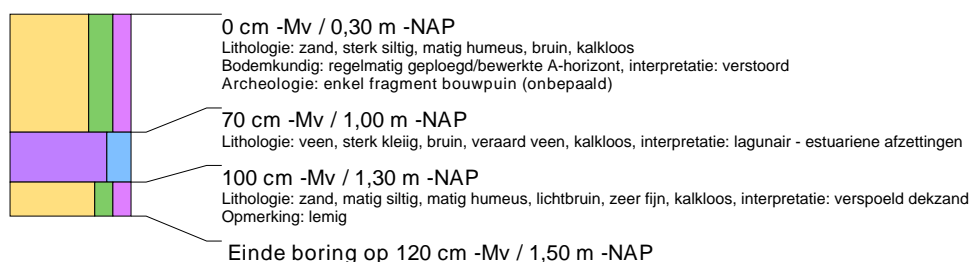 0 cm -Mv / 0,30 m -NAP
Lithologie: zand, sterk siltig, matig humeus, bruin, kalkloos
Bodemkundig: regelmatig geploegd/bewerkte A-horizont, interpretatie: verstoord
Archeologie: enkel fragment bouwpuin (onbepaald)
70 cm -Mv / 1,00 m -NAP
Lithologie: veen, sterk kleiig, bruin, veraard veen, kalkloos, interpretatie: lagunair - estuariene afzettingen
100 cm -Mv / 1,30 m -NAP
Lithologie: zand, matig siltig, matig humeus, lichtbruin, zeer fijn, kalkloos, interpretatie: verspoeld dekzand
Opmerking: lemig
Einde boring op 120 cm -Mv / 1,50 m -NAP